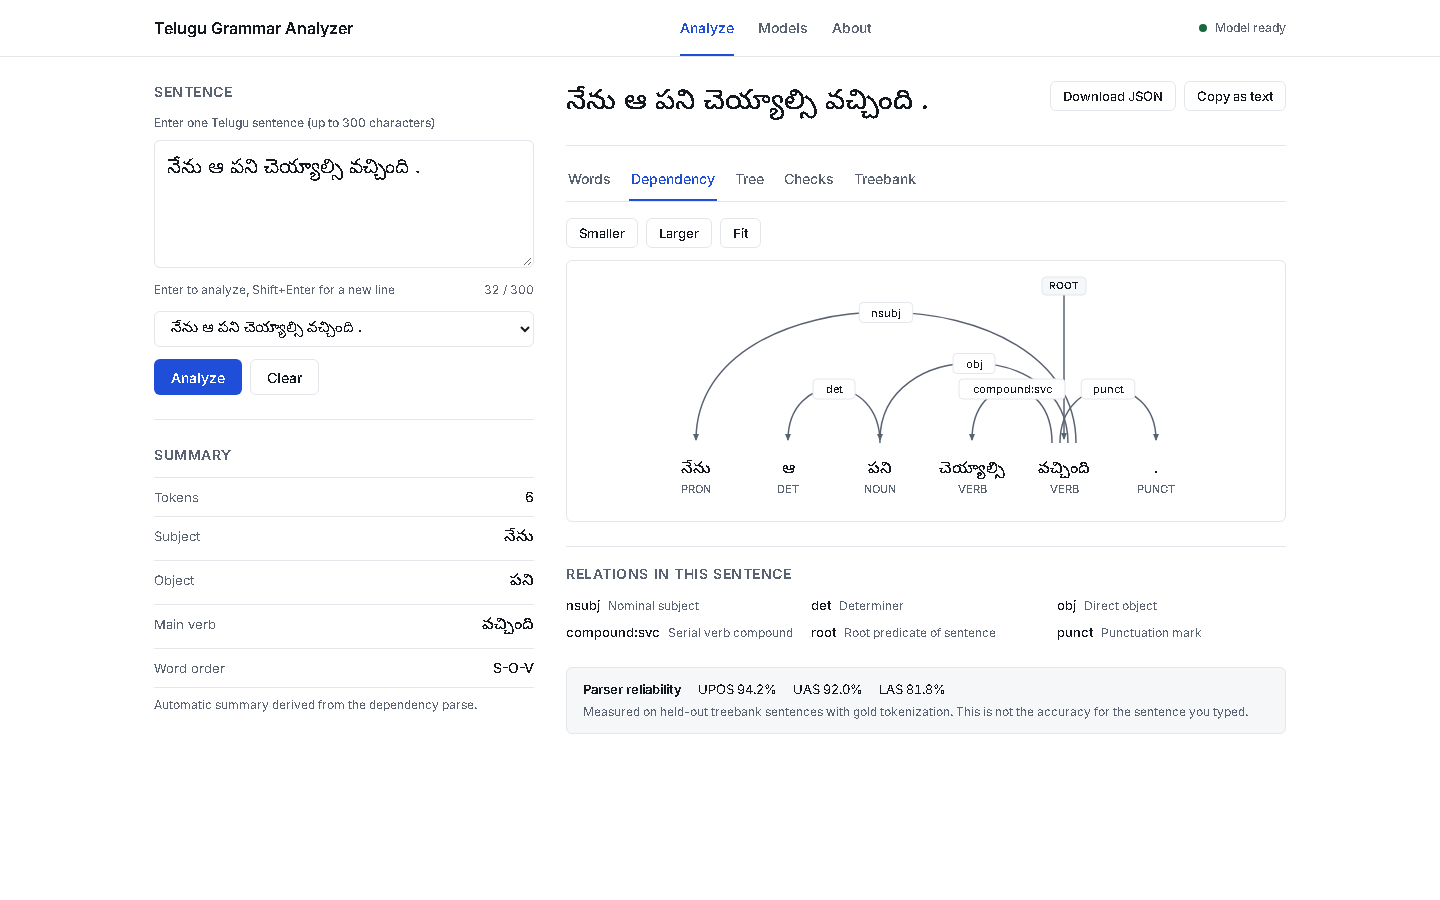 Telugu Grammar Analyzer
Analyze
Models
About
Model ready
SENTENCE
Enter one Telugu sentence (up to 300 characters)
నేను ఆ పని చెయ్యాల్సి వచ్చింది .
Enter to analyze, Shift+Enter for a new line
32 / 300
నేను ఆ పని చెయ్యాల్సి వచ్చింది .
Analyze
Clear
SUMMARY
Tokens 6
Subject నేను
Object పని
Main verb వచ్చింది
Word order S-O-V
Automatic summary derived from the dependency parse.
నేను ఆ పని చెయ్యాల్సి వచ్చింది .
Download JSON
Copy as text
Words
Dependency
Tree
Checks
Treebank
Smaller
Larger
Fit
ROOT
nsubj
obj
det
compound:svc
punct
నేను ఆ పని చెయ్యాల్సి వచ్చింది .
PRON DET NOUN VERB VERB PUNCT
RELATIONS IN THIS SENTENCE
nsubj Nominal subject
det Determiner
obj Direct object
compound:svc Serial verb compound
root Root predicate of sentence
punct Punctuation mark
Parser reliability UPOS 94.2% UAS 92.0% LAS 81.8%
Measured on held-out treebank sentences with gold tokenization. This is not the accuracy for the sentence you typed.